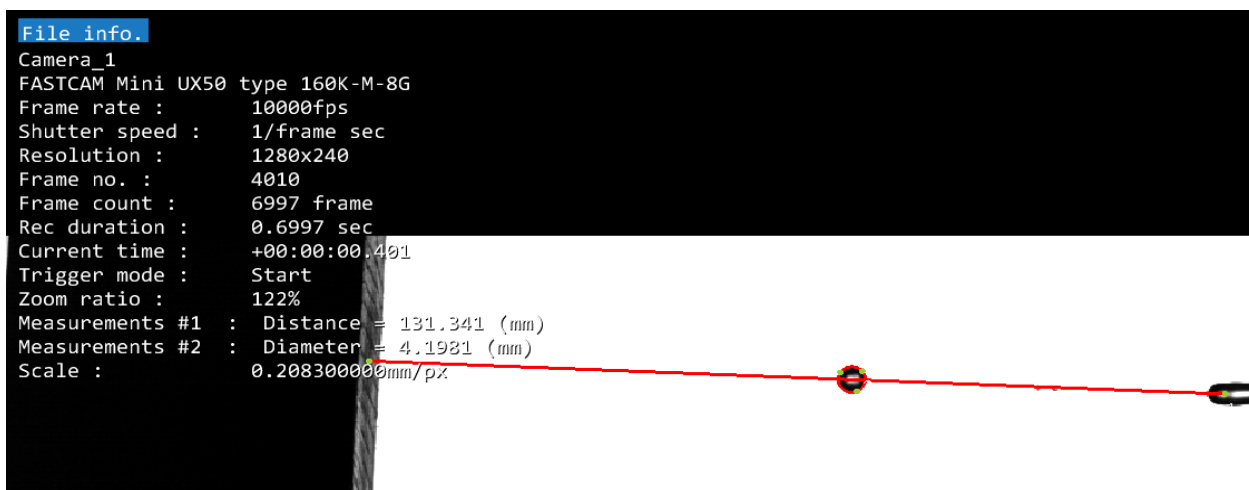 File info.
Camera_1
FASTCAM Mini UX50 type 160K-M-8G
Frame rate : 10000fps
Shutter speed : 1/frame sec
Resolution : 1280x240
Frame no. : 4010
Frame count : 6997 frame
Rec duration : 0.6997 sec
Current time : +00:00:00.401
Trigger mode : Start
Zoom ratio : 122%
Measurements #1 : Distance = 131.341 (mm)
Measurements #2 : Diameter = 4.1981 (mm)
Scale : 0.208300000mm/px